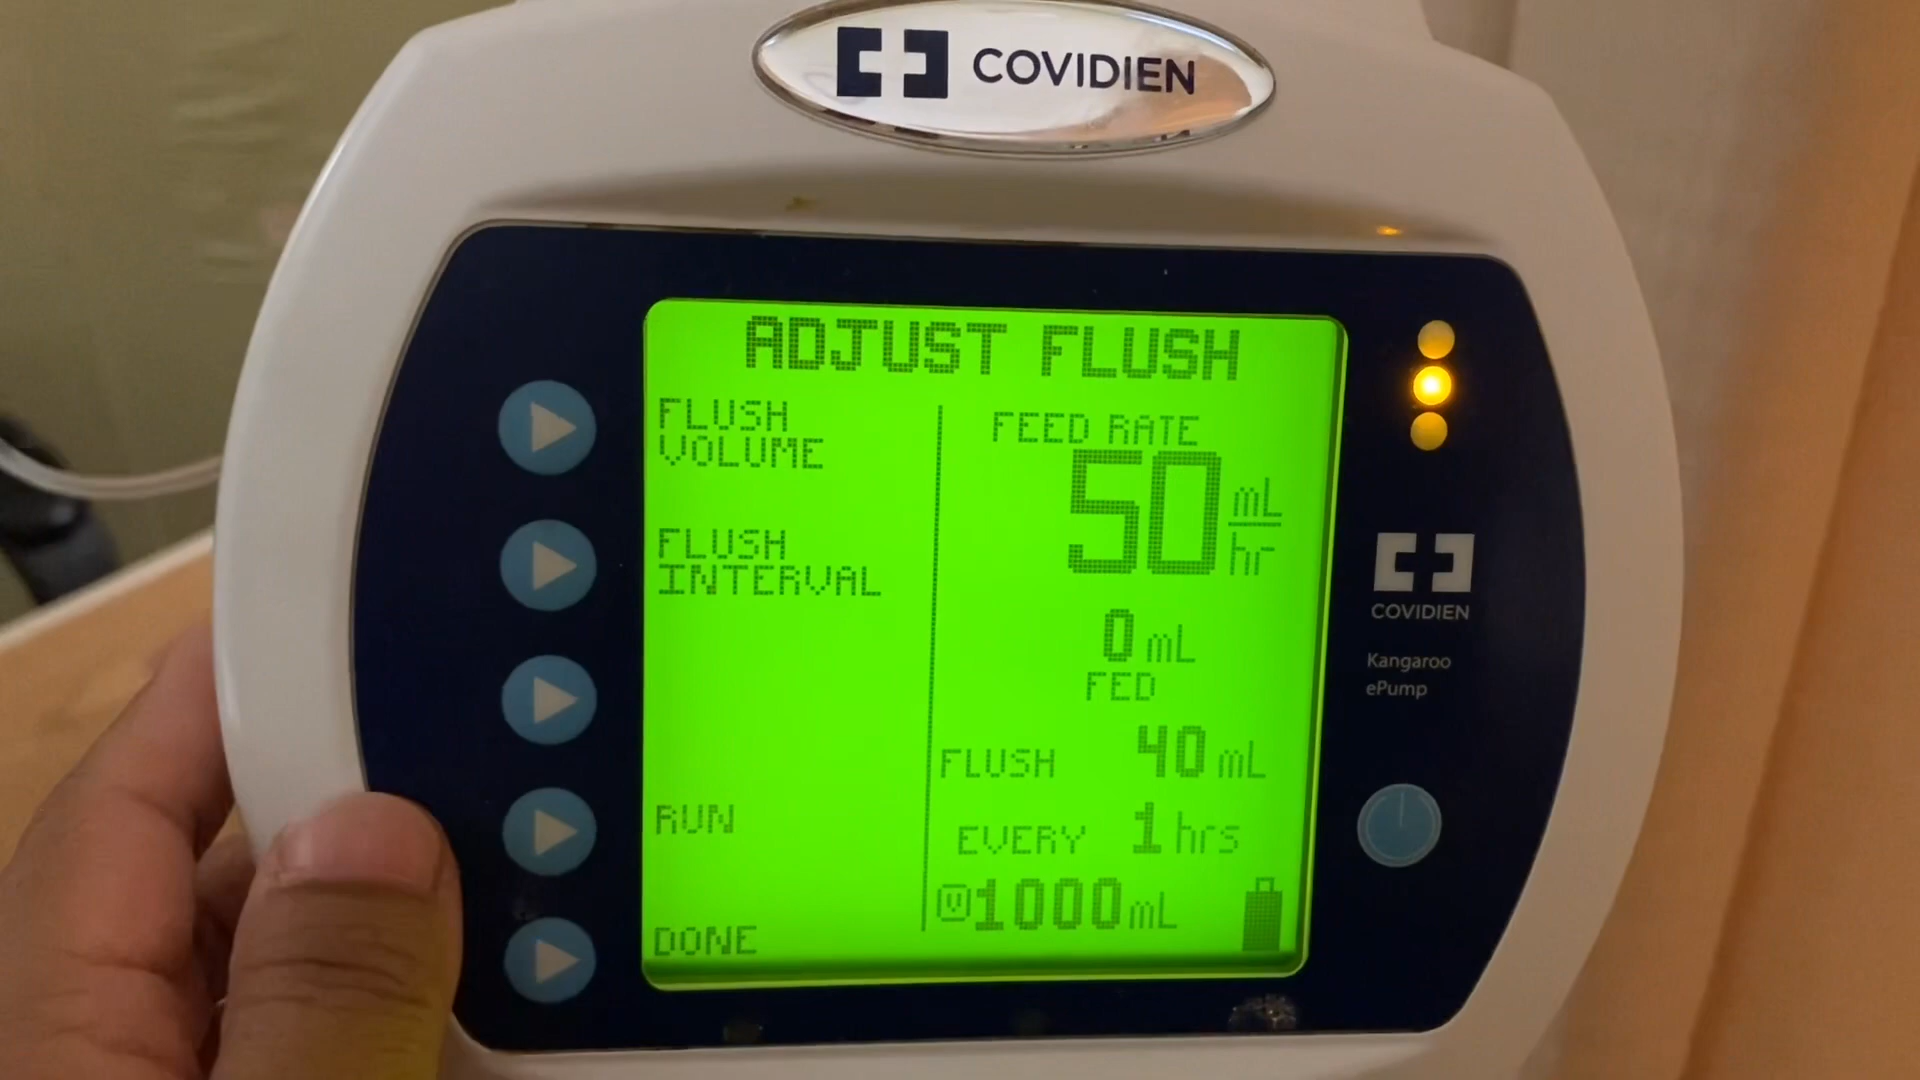 COVIDIEN
ADJUST FLUSH
FLUSH
VOLUME
FLUSH
INTERVAL
RUN
DONE
FEED RATE
50 mL
hr
0 mL
FED
FLUSH 40 mL
EVERY 1 hrs
V 1000 mL
COVIDIEN
Kangaroo
ePump